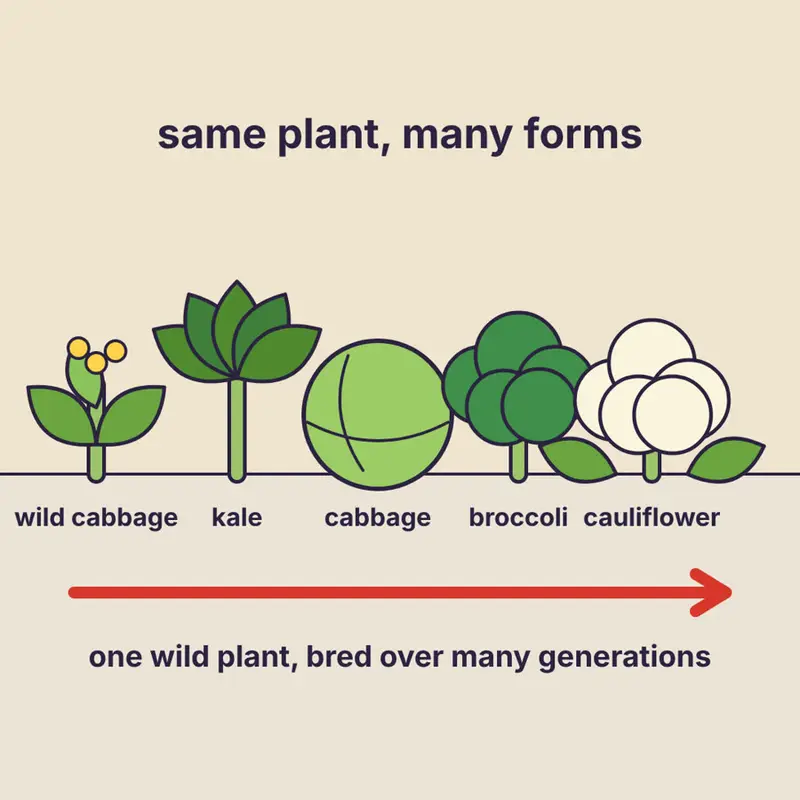 same plant, many forms
wild cabbage kale cabbage broccoli cauliflower
one wild plant, bred over many generations